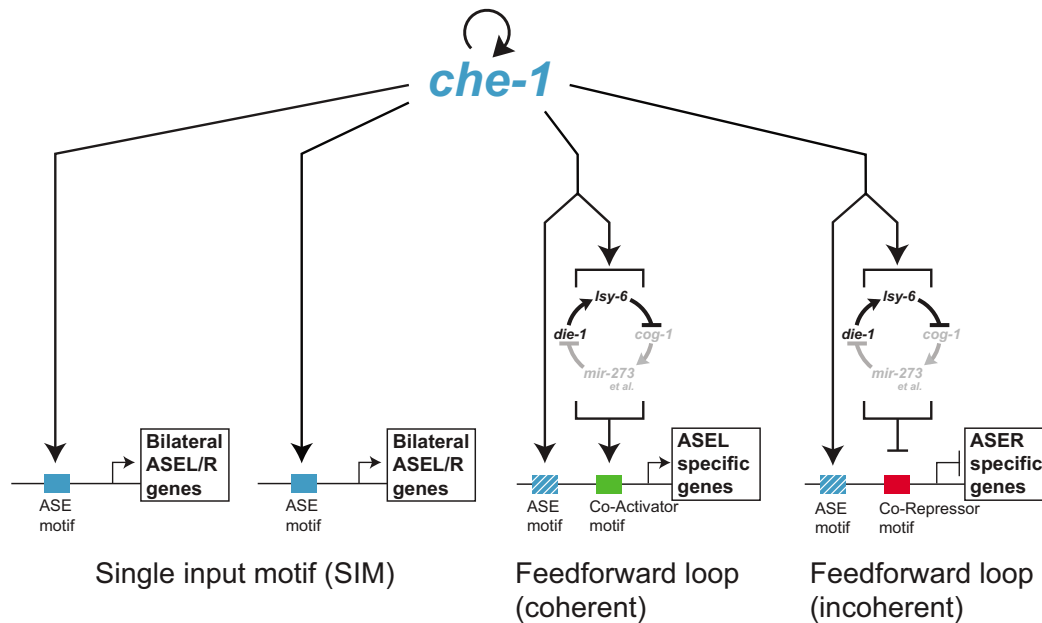 che-1
lsy-6
die-1
cog-1
mir-273
et al.
lsy-6
die-1
cog-1
mir-273
et al.
Bilateral
ASEL/R
genes
ASE
motif
Bilateral
ASEL/R
genes
ASE
motif
ASEL
specific
genes
ASE
motif
Co-Activator
motif
ASER
specific
genes
ASE
motif
Co-Repressor
motif
Single input motif (SIM)
Feedforward loop
(coherent)
Feedforward loop
(incoherent)